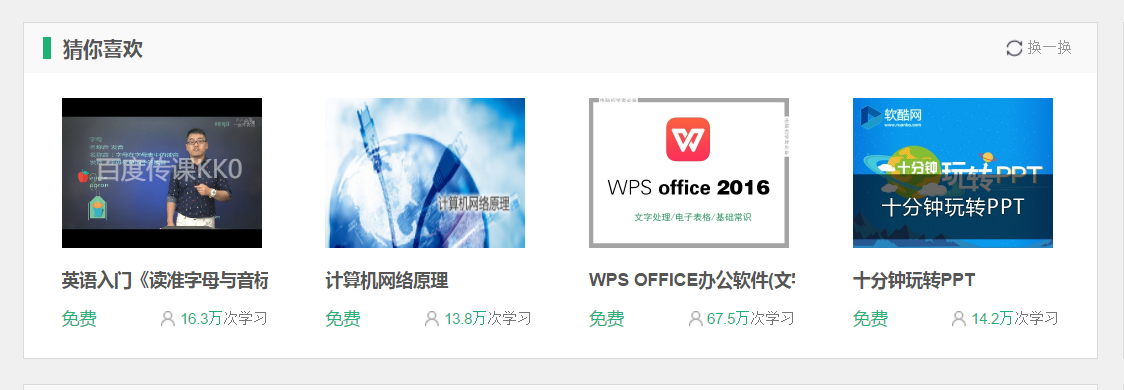 猜你喜欢
换一换
百度传课KK0
计算机网络原理
WPS office 2016
文字处理/电子表格/基础常识
软酷网
www.ruanko.com
十分钟
玩转PPT
十分钟玩转PPT
英语入门《读准字母与音标
计算机网络原理
WPS OFFICE办公软件(文字
十分钟玩转PPT
免费
16.3万次学习
免费
13.8万次学习
免费
67.5万次学习
免费
14.2万次学习